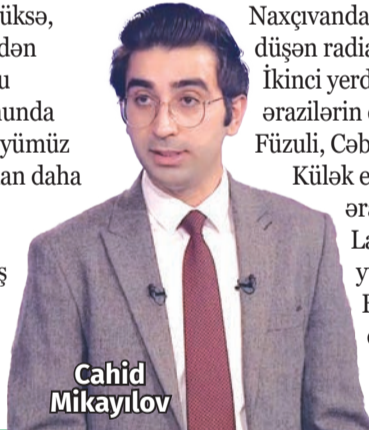 üksə,
dən
u
unda
yümüz
an daha
ş
Naxçıvanda
düşən radia
İkinci yerd
ərazilərin
Füzuli, Cəb
Külək e
əra
La
y
Cahid
Mikayılov